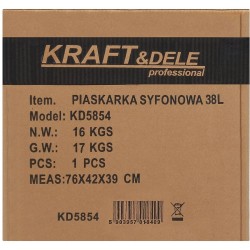 KRAFT&DELE
professional
Item. PIASKARKA SYFONOWA 38L
Model: KD5854
N.W.: 16 KGS
G.W.: 17 KGS
PCS: 1 PCS
MEAS:76X42X39 CM
KD5854